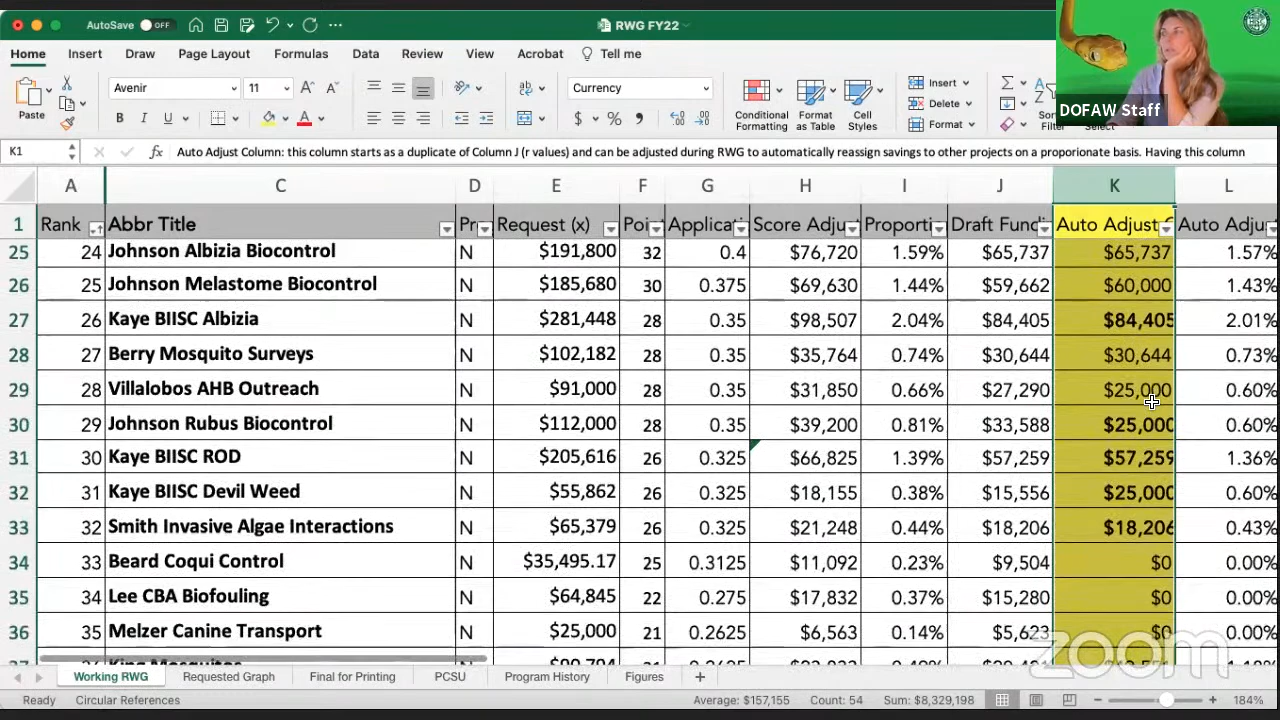 AutoSave OFF RWG FY22
Home Insert Draw Page Layout Formulas Data Review View Acrobat Tell me
Avenir 11 Currency Insert
Paste B I U $ % Conditional Formatting Format as Table Cell Styles Delete Format Select
DOFAW Staff
K1 fx Auto Adjust Column: this column starts as a duplicate of Column J (r values) and can be adjusted during RWG to automatically reassign savings to other projects on a proportionate basis. Having this column
A C D E F G H I J K L
1 Rank Abbr Title Request (x) Score Adju Draft Fund Auto Adjust Auto Adju
25 24 Johnson Albizia Biocontrol N $191,800 32 0.4 $76,720 1.59% $65,737 $65,737 1.57%
26 25 Johnson Melastome Biocontrol N $185,680 30 0.375 $69,630 1.44% $59,662 $60,000 1.43%
27 26 Kaye BIISC Albizia N $281,448 28 0.35 $98,507 2.04% $84,405 $84,405 2.01%
28 27 Berry Mosquito Surveys N $102,182 28 0.35 $35,764 0.74% $30,644 $30,644 0.73%
29 28 Villalobos AHB Outreach N $91,000 28 0.35 $31,850 0.66% $27,290 $25,000 0.60%
30 29 Johnson Rubus Biocontrol N $112,000 28 0.35 $39,200 0.81% $33,588 $25,000 0.60%
31 30 Kaye BIISC ROD N $205,616 26 0.325 $66,825 1.39% $57,259 $57,259 1.36%
32 31 Kaye BIISC Devil Weed N $55,862 26 0.325 $18,155 0.38% $15,556 $25,000 0.60%
33 32 Smith Invasive Algae Interactions N $65,379 26 0.325 $21,248 0.44% $18,206 $18,206 0.43%
34 33 Beard Coqui Control N $35,495.17 25 0.3125 $11,092 0.23% $9,504 $0 0.00%
35 34 Lee CBA Biofouling N $64,845 22 0.275 $17,832 0.37% $15,280 $0 0.00%
36 35 Melzer Canine Transport N $25,000 21 0.2625 $6,563 0.14% $5,623 $0 0.00%
zoom
Working RWG Requested Graph Final for Printing PCSU Program History Figures +
Ready Circular References Average: $157,155 Count: 54 Sum: $8,329,198 184%